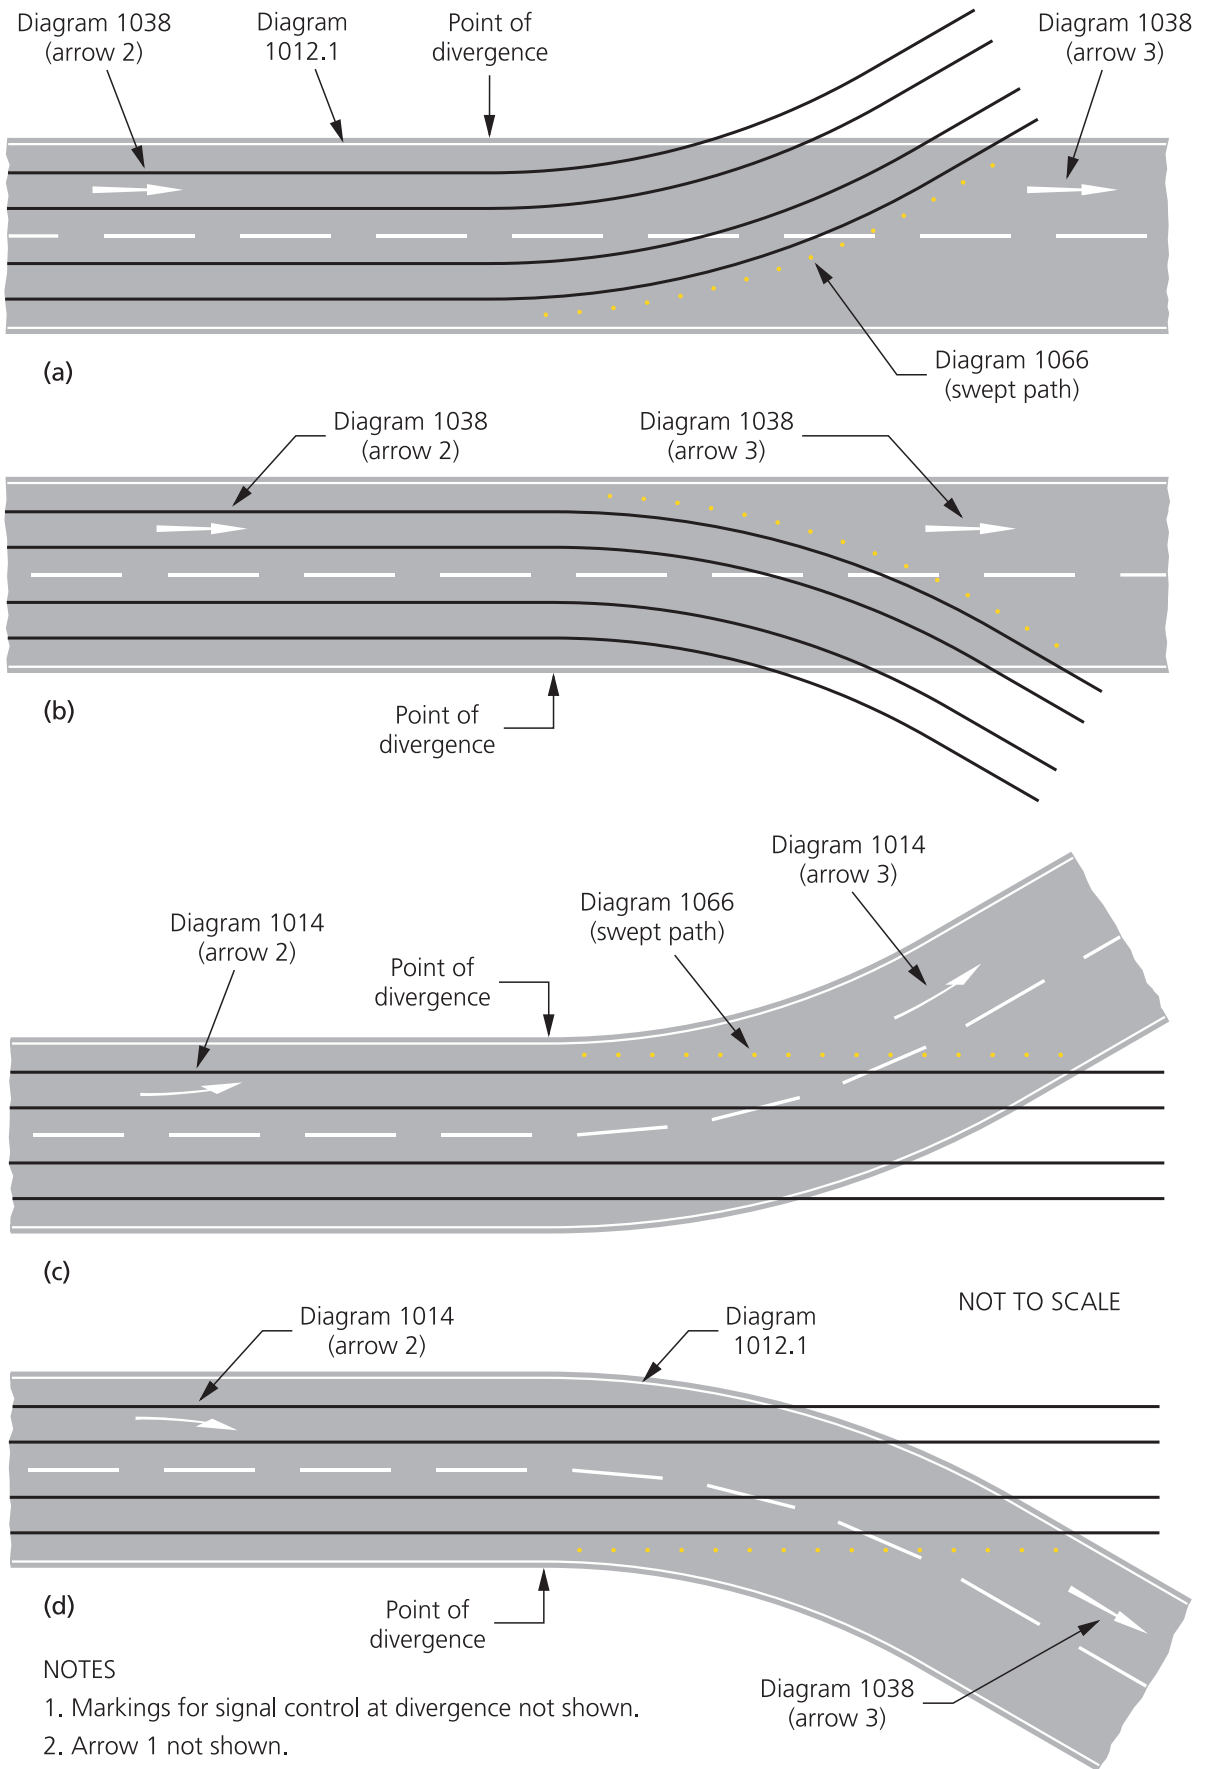 Diagram 1038
(arrow 2)
Diagram
1012.1
Point of
divergence
Diagram 1038
(arrow 3)
Diagram 1066
(swept path)
(a)
Diagram 1038
(arrow 2)
Diagram 1038
(arrow 3)
(b)
Point of
divergence
Diagram 1014
(arrow 3)
Diagram 1066
(swept path)
Diagram 1014
(arrow 2)
Point of
divergence
(c)
NOT TO SCALE
Diagram 1014
(arrow 2)
Diagram
1012.1
(d)
Point of
divergence
Diagram 1038
(arrow 3)
NOTES
1. Markings for signal control at divergence not shown.
2. Arrow 1 not shown.